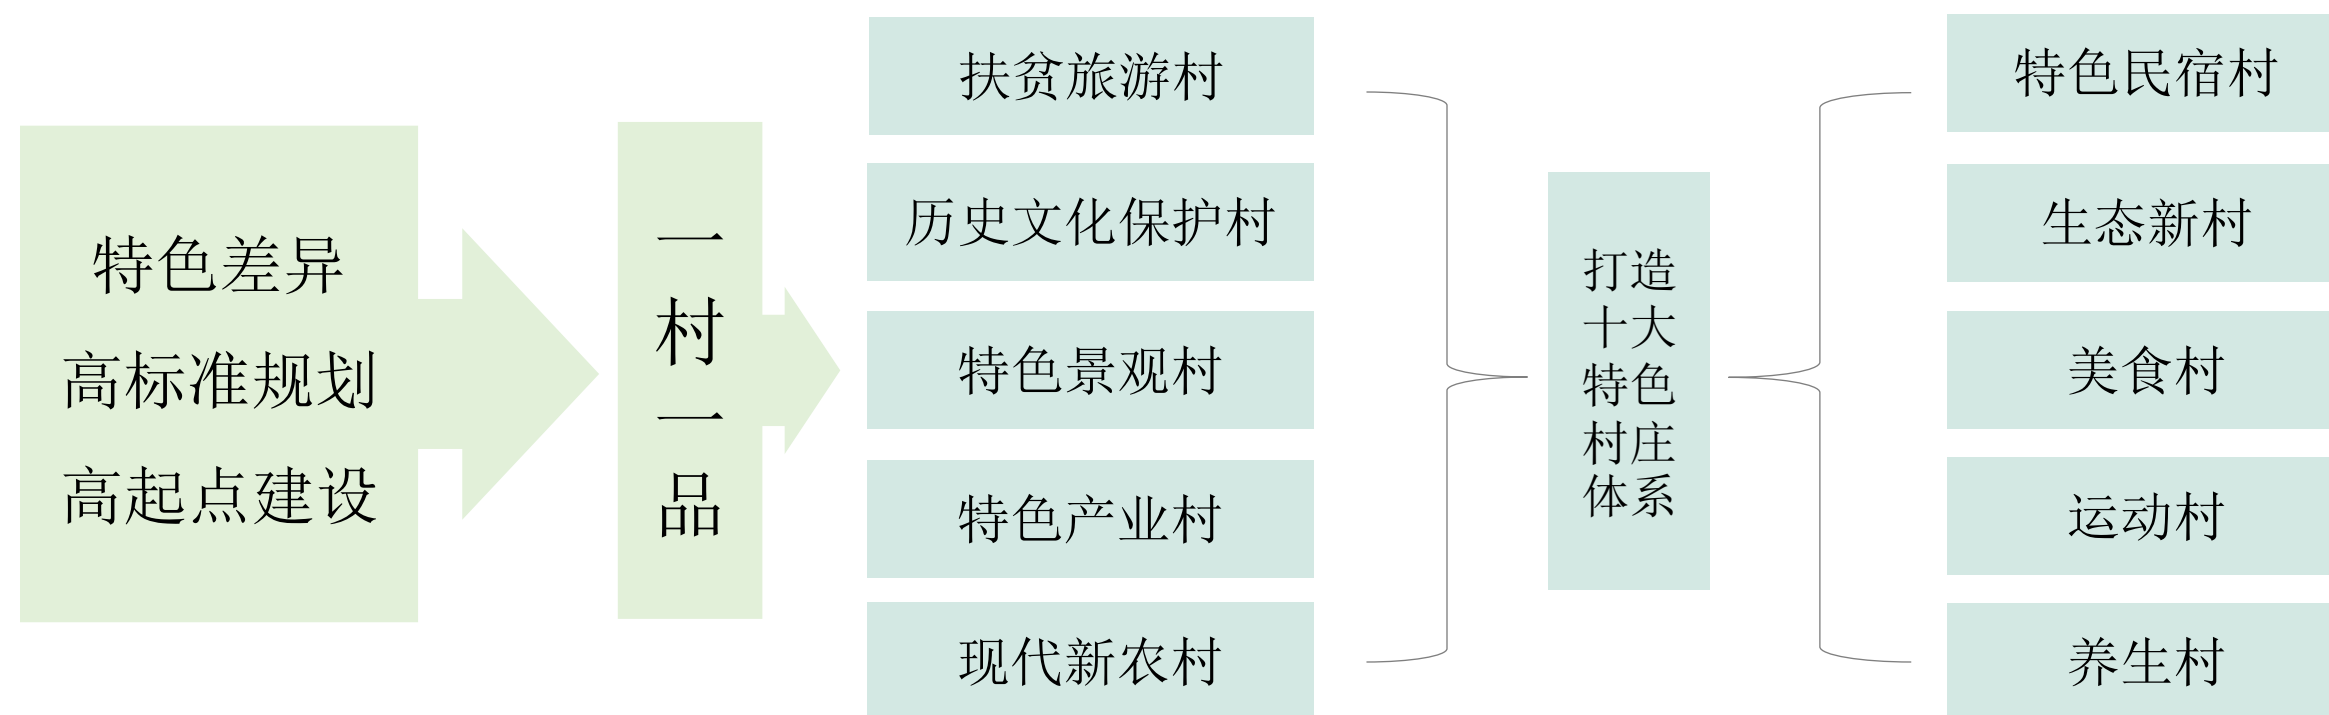 特色差异
高标准规划
高起点建设
一
村
一
品
扶贫旅游村
历史文化保护村
特色景观村
特色产业村
现代新农村
打造
十大
特色
村庄
体系
特色民宿村
生态新村
美食村
运动村
养生村